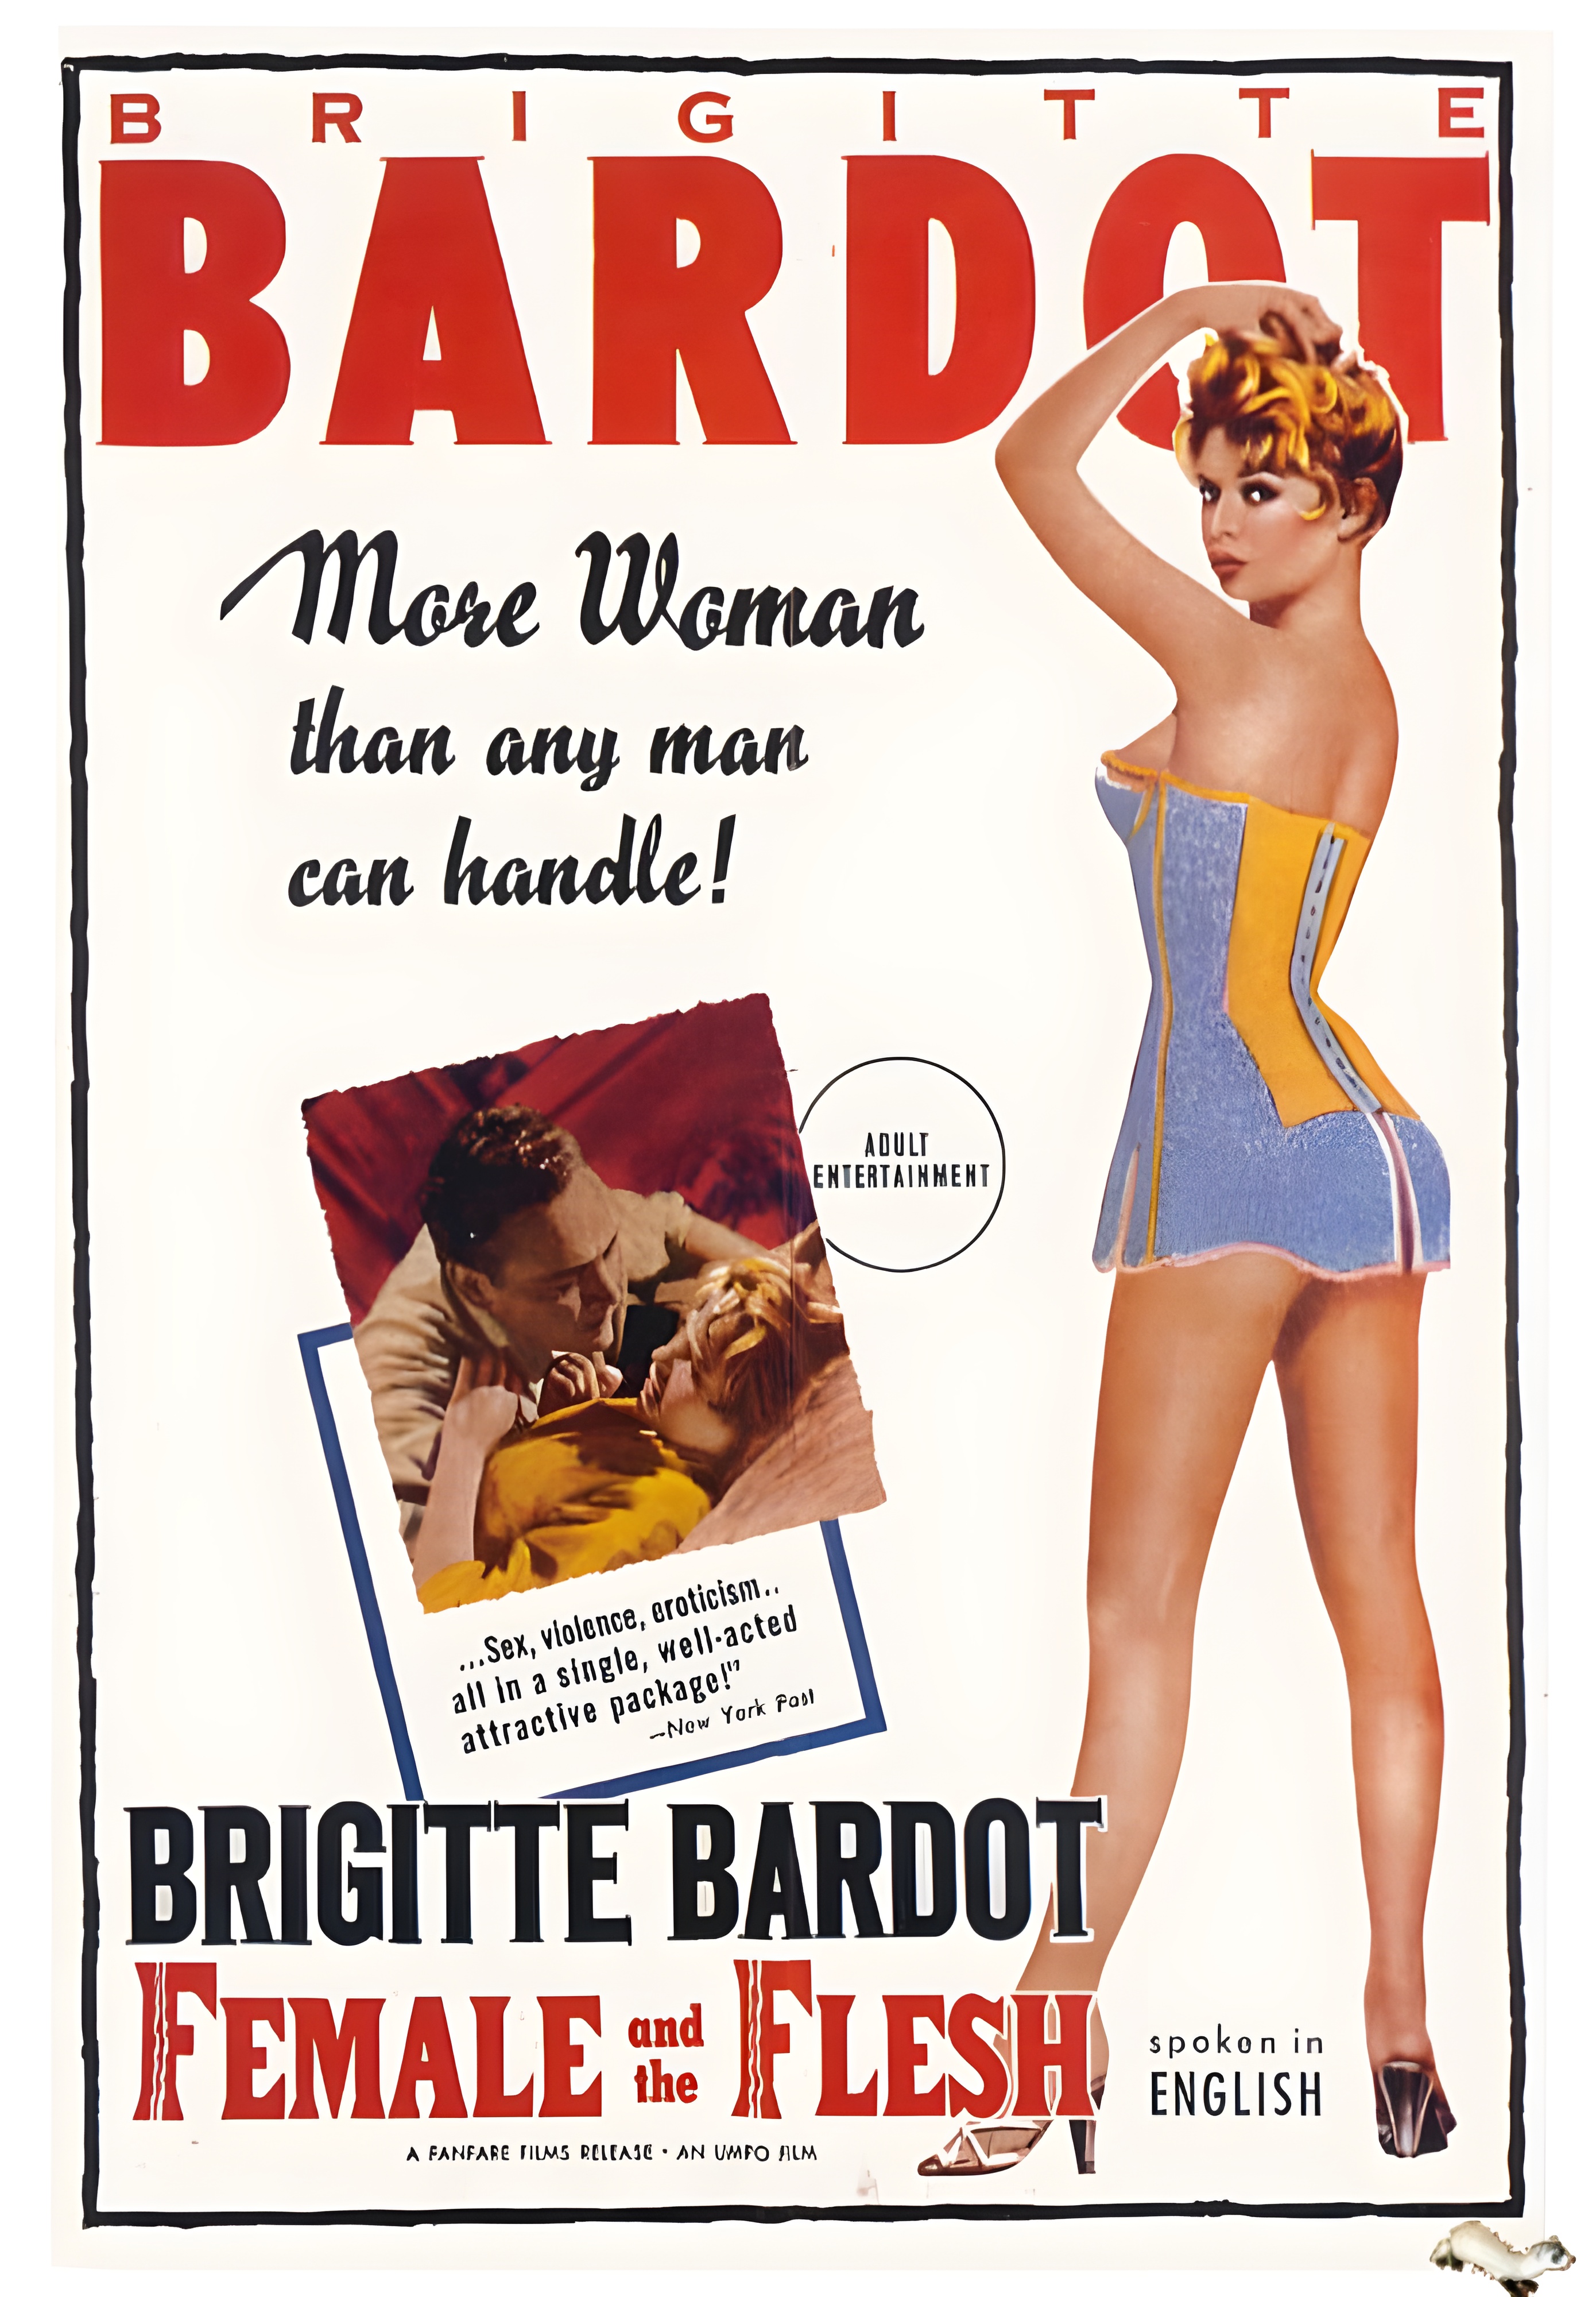 BRIGITTE
BARDOT
More Woman
than any man
can handle!
ADULT
ENTERTAINMENT
...Sex, violence, eroticism..
all in a single, well-acted
attractive package!"
—New York Post
BRIGITTE BARDOT
FEMALE and the FLESH
spoken in
ENGLISH
A FANFARE FILMS RELEASE • AN UMPO FILM